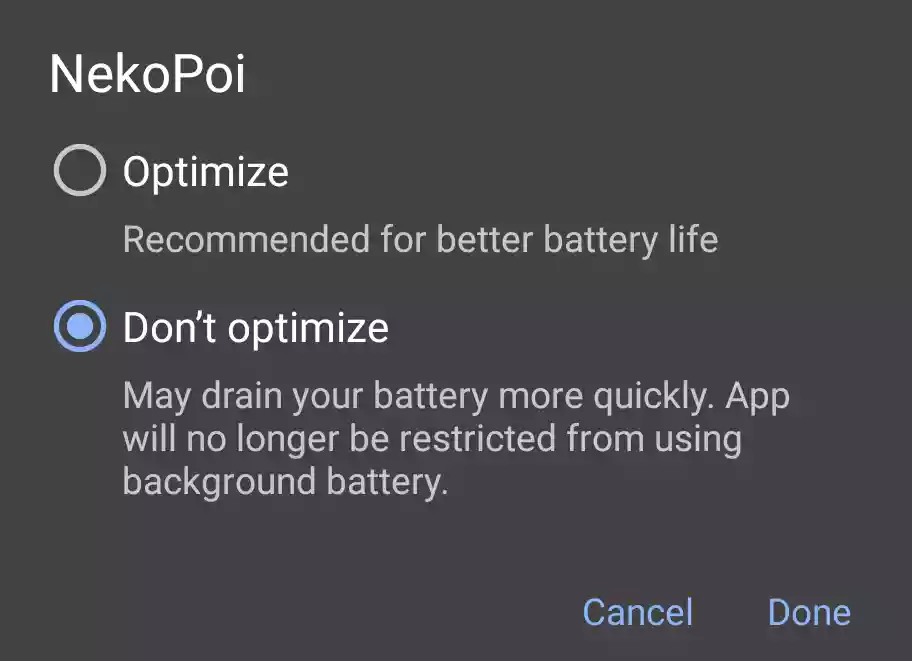 NekoPoi
Optimize
Recommended for better battery life
Don’t optimize
May drain your battery more quickly. App
will no longer be restricted from using
background battery.
Cancel Done